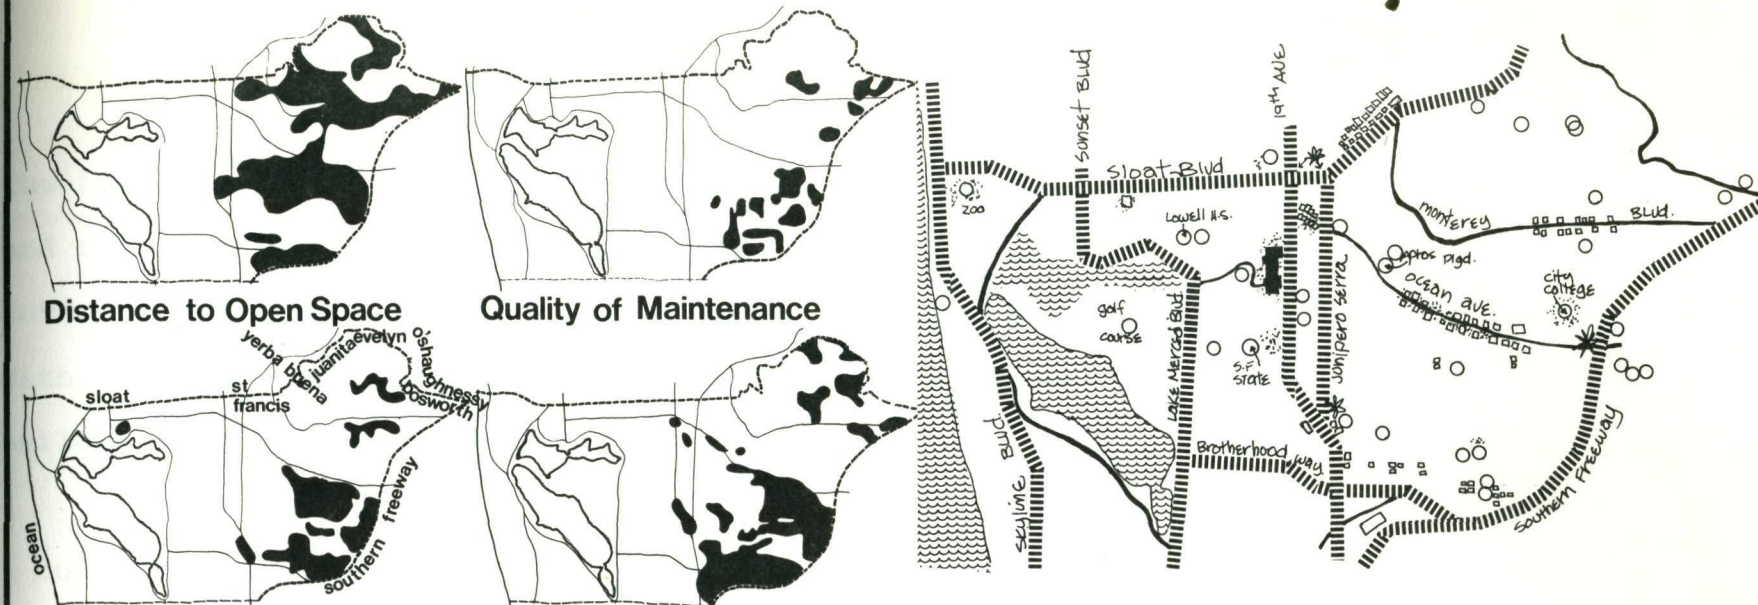 Distance to Open Space
Quality of Maintenance
yerba
buena
juanita
evelyn
o'shaughnessy
bosworth
sloat
st
francis
ocean
southern freeway
Sunset Blvd
19th AVE
Sloat Blvd
ZOO
Lowell H.S.
monterey BLVD.
Aptos Plgd.
ocean ave.
city
college
golf
course
Lake Merced Blvd
S.F.
STATE
Junipero Serra
Brotherhood way
Skyline Blvd.
Southern Freeway